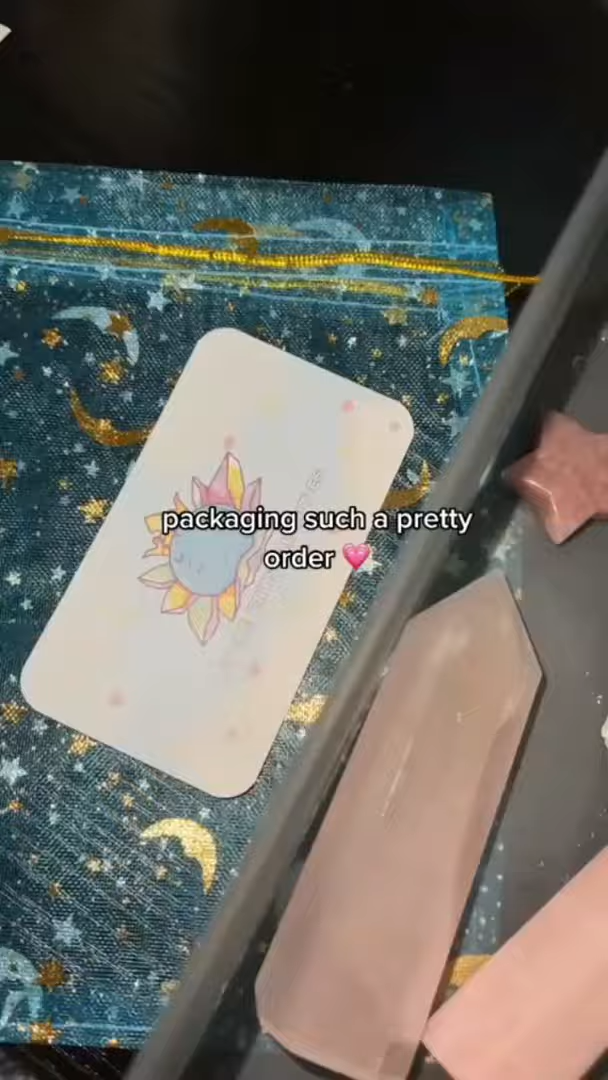 packaging such a pretty
order 💗